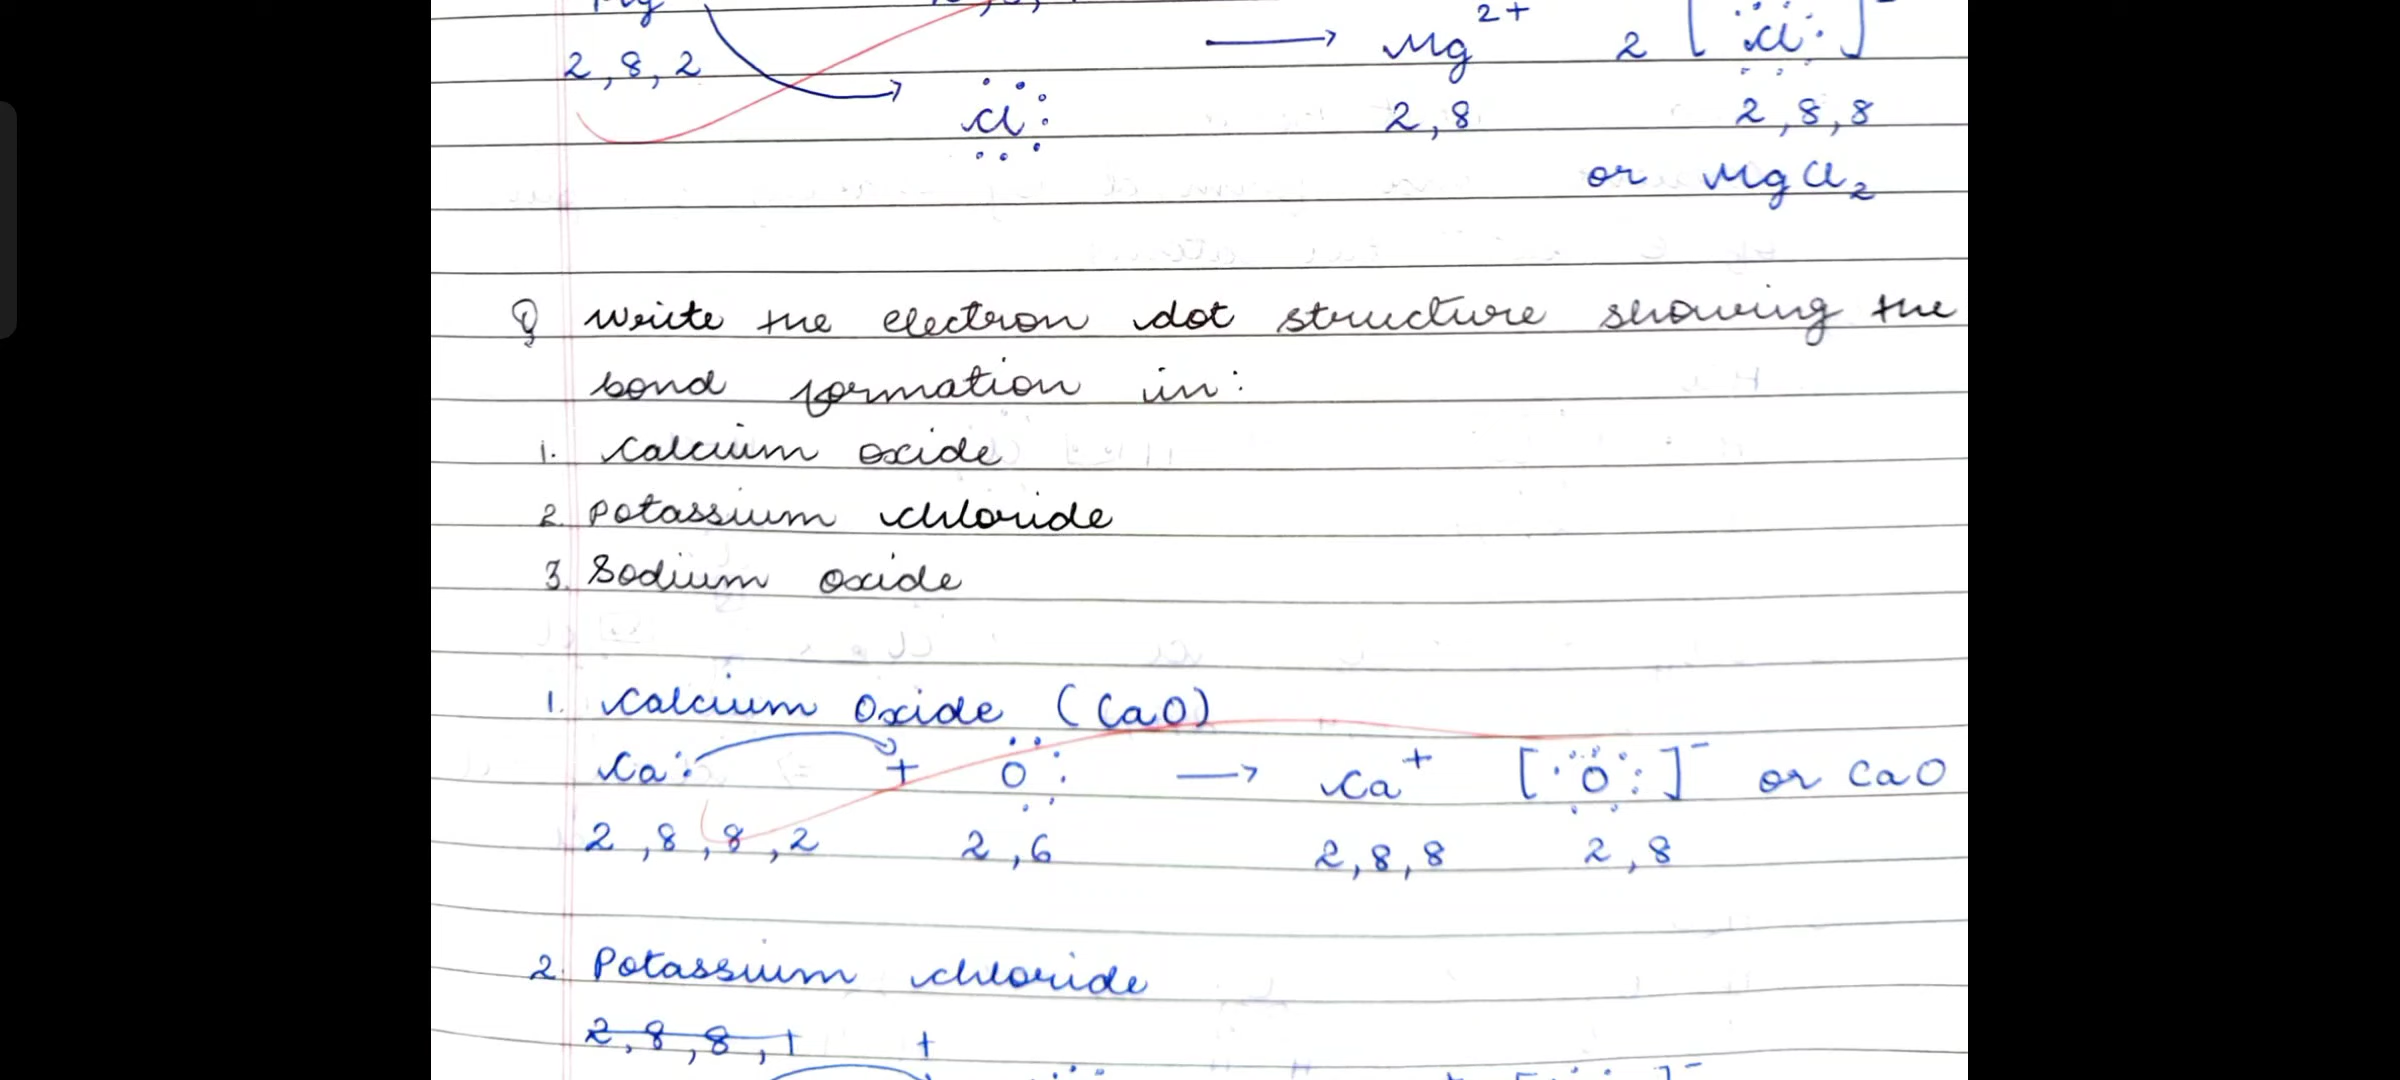 Mg
2,8,2 ⟶ Mg²⁺ 2 [Cl]⁻
Cl 2,8 2,8,8
or MgCl₂
Q Write the electron dot structure showing the
bond formation in:
1. Calcium oxide
2. Potassium chloride
3. Sodium oxide
1. Calcium Oxide (CaO)
Ca: + O: ⟶ Ca⁺ [:O:]⁻ or CaO
2,8,8,2 2,6 2,8,8 2,8
2. Potassium chloride
2,8,8,1 +